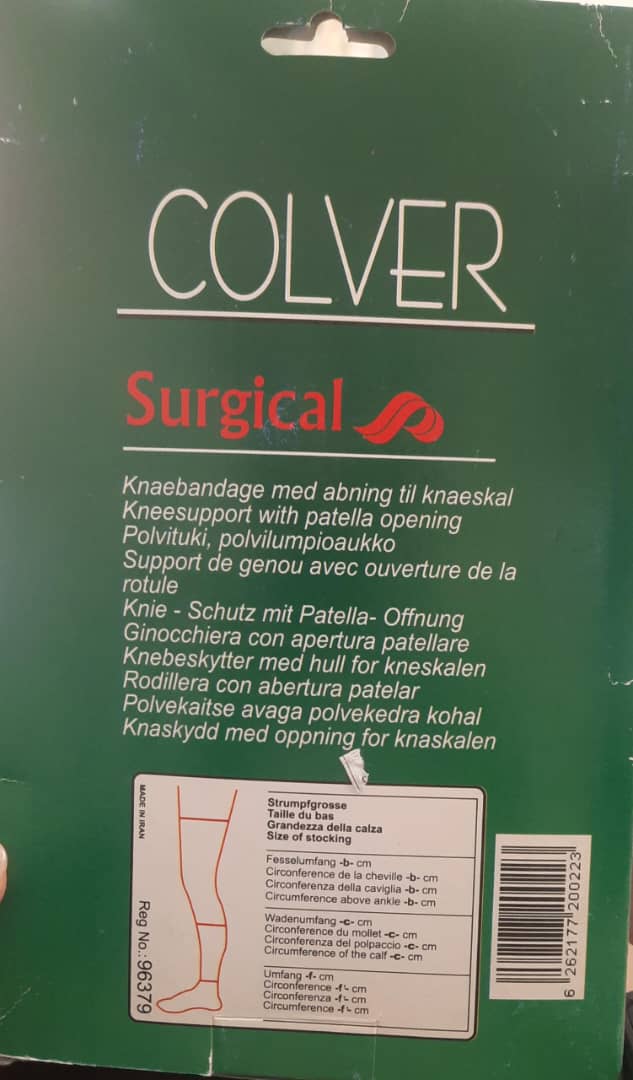 COLVER
Surgical
Knaebandage med abning til knaeskal
Kneesupport with patella opening
Polvituki, polvilumpioaukko
Support de genou avec ouverture de la
rotule
Knie - Schutz mit Patella- Offnung
Ginocchiera con apertura patellare
Knebeskytter med hull for kneskalen
Rodillera con abertura patelar
Polvekaitse avaga polvekedra kohal
Knaskydd med oppning for knaskalen
MADE IN IRAN
Reg No.:96379
Strumpfgrosse
Taille du bas
Grandezza della calza
Size of stocking
Fesselumfang -b- cm
Circonference de la cheville -b- cm
Circonferenza della caviglia -b- cm
Circumference above ankle -b- cm
Wadenumfang -c- cm
Circonference du mollet -c- cm
Circonferenza del polpaccio -c- cm
Circumference of the calf -c- cm
Umfang -f- cm
Circonference -f- cm
Circonferenza -f- cm
Circumference -f- cm
6 262177 200223